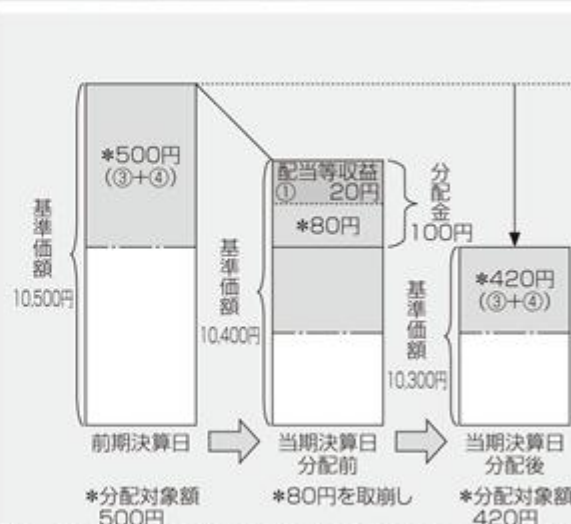 *500円
(③+④)
基準価額
10,500円
前期決算日
*分配対象額
500円
配当等収益
① 20円
*80円
分配金
100円
基準価額
10,400円
当期決算日
分配前
*80円を取崩し
*420円
(③+④)
基準価額
10,300円
当期決算日
分配後
*分配対象額
420円